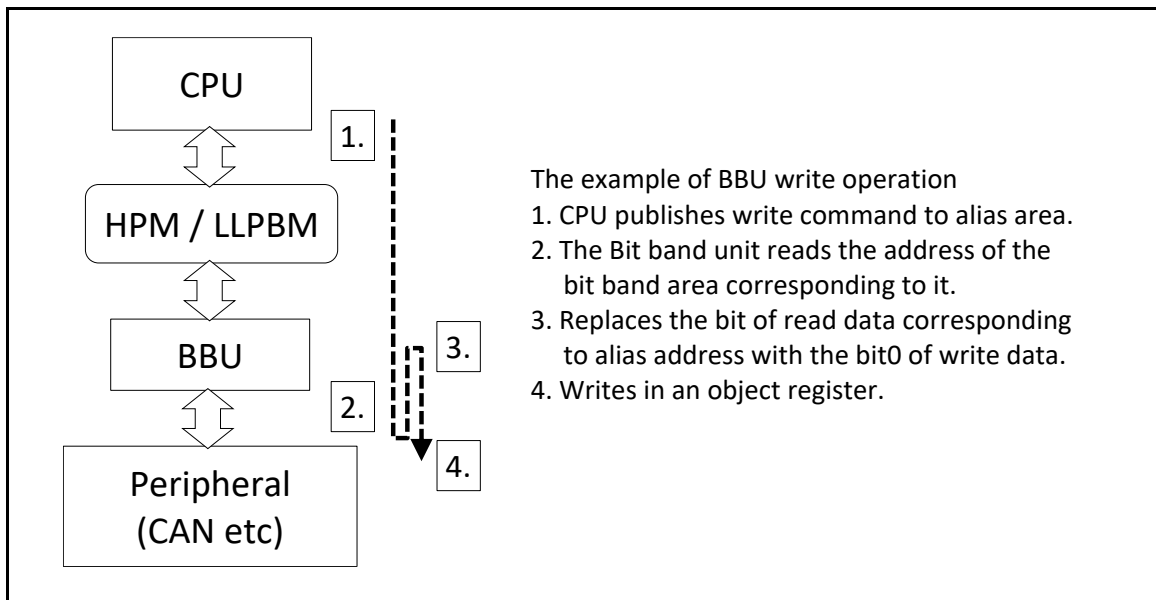 CPU
1.
HPM / LLPBM
BBU
3.
2.
4.
Peripheral
(CAN etc)
The example of BBU write operation
1. CPU publishes write command to alias area.
2. The Bit band unit reads the address of the
bit band area corresponding to it.
3. Replaces the bit of read data corresponding
to alias address with the bit0 of write data.
4. Writes in an object register.